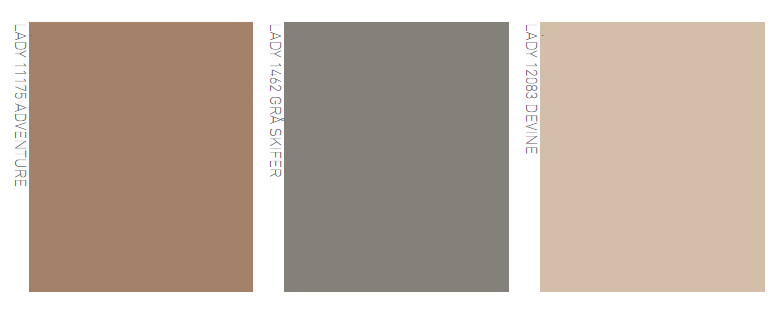 LADY 11175 ADVENTURE
LADY 1462 GRÅ SKIFER
LADY 12083 DEVINE